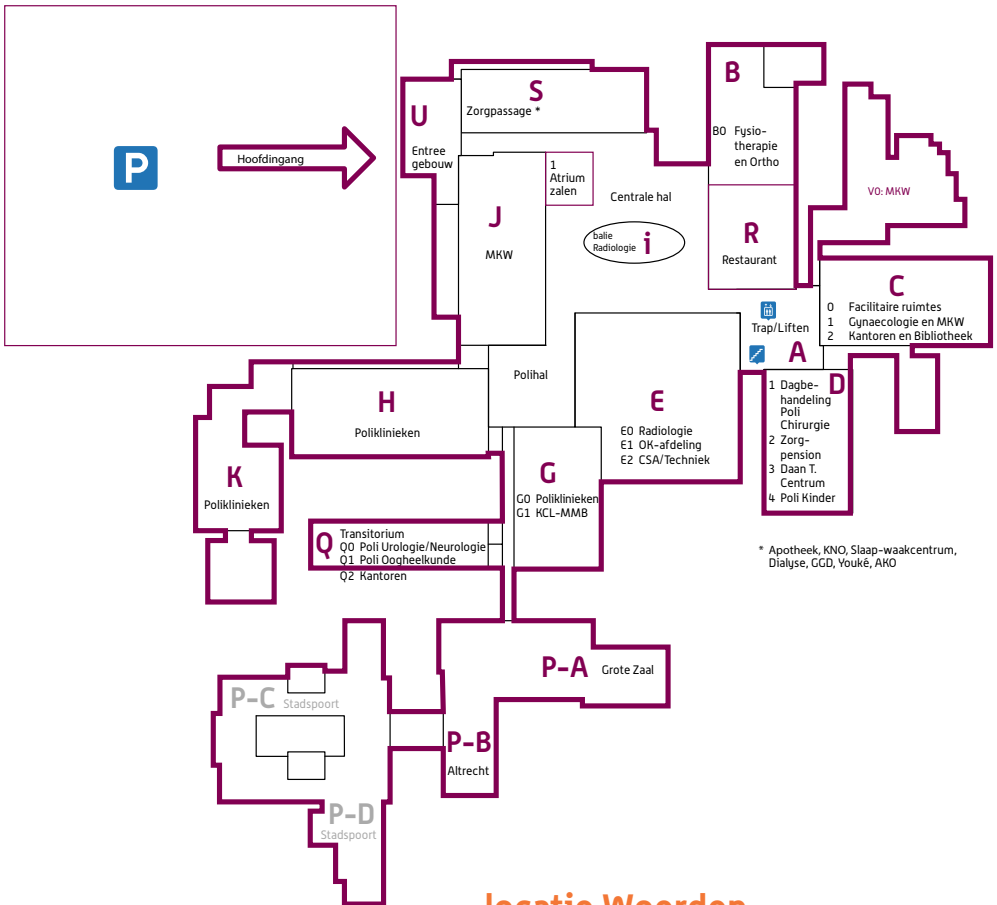 P
Hoofdingang
U
Entree
gebouw
S
Zorgpassage *
J
MKW
1
Atrium
zalen
Centrale hal
balie
Radiologie
i
B
B0 Fysio-
therapie
en Ortho
R
Restaurant
V0: MKW
C
0 Facilitaire ruimtes
1 Gynaecologie en MKW
2 Kantoren en Bibliotheek
Trap/Liften
A
D
1 Dagbe-
handeling
Poli
Chirurgie
2 Zorg-
pension
3 Daan T.
Centrum
4 Poli Kinder
Polihal
E
E0 Radiologie
E1 OK-afdeling
E2 CSA/Techniek
H
Poliklinieken
K
Poliklinieken
G
G0 Poliklinieken
G1 KCL-MMB
Q
Transitorium
Q0 Poli Urologie/Neurologie
Q1 Poli Oogheelkunde
Q2 Kantoren
* Apotheek, KNO, Slaap-waakcentrum,
Dialyse, GGD, Youké, AKO
P-A
Grote Zaal
P-C
Stadspoort
P-B
Altrecht
P-D
Stadspoort
locatie Woerden